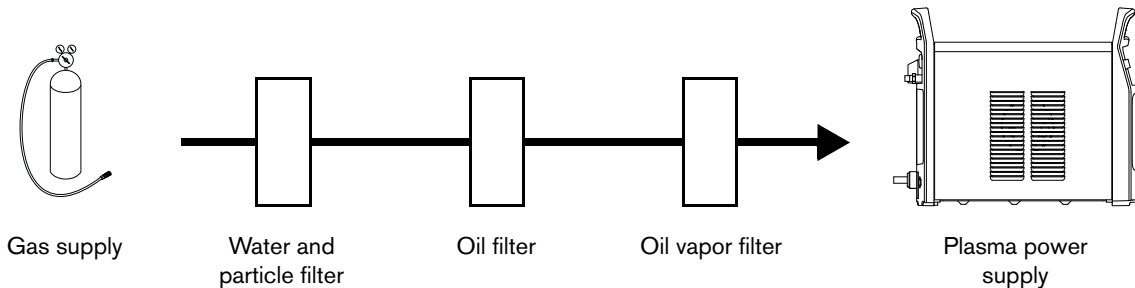 Gas supply
Water and
particle filter
Oil filter
Oil vapor filter
Plasma power
supply